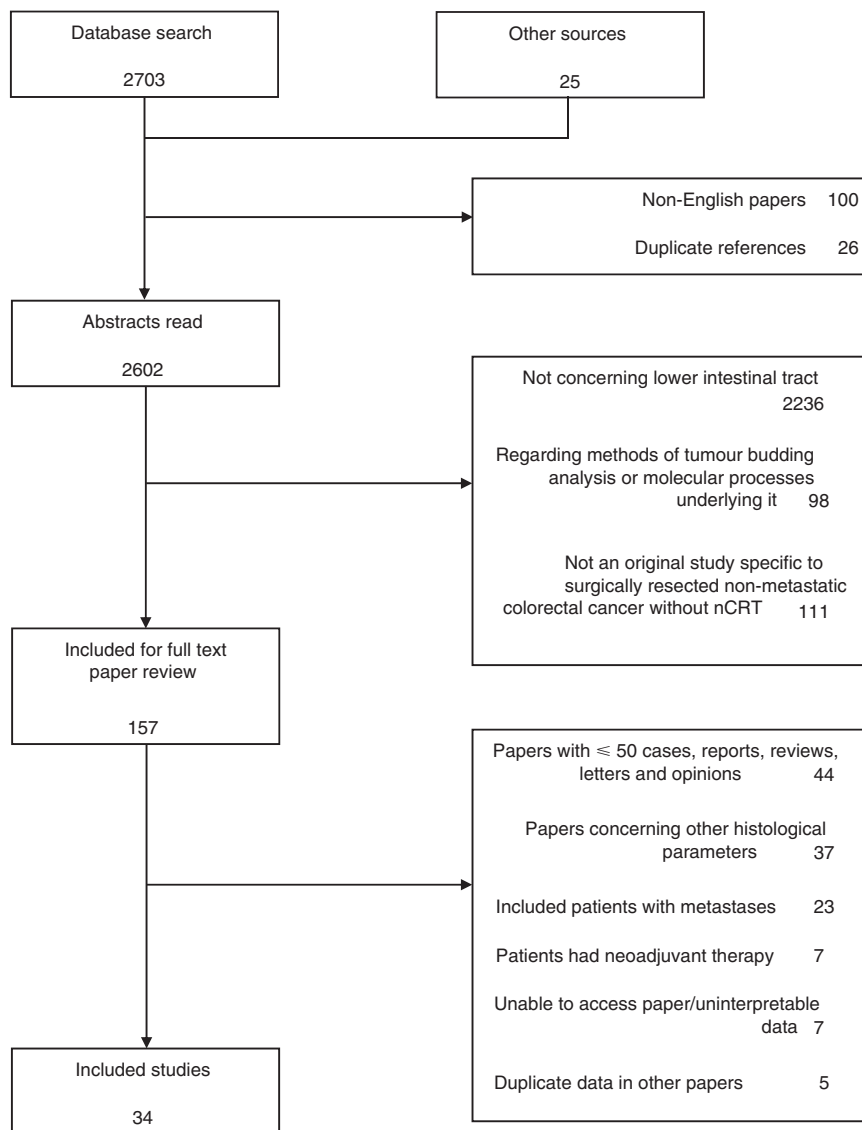 Database search
2703
Other sources
25
Non-English papers 100
Duplicate references 26
Abstracts read
2602
Not concerning lower intestinal tract
2236
Regarding methods of tumour budding
analysis or molecular processes
underlying it 98
Not an original study specific to
surgically resected non-metastatic
colorectal cancer without nCRT 111
Included for full text
paper review
157
Papers with ⩽ 50 cases, reports, reviews,
letters and opinions 44
Papers concerning other histological
parameters 37
Included patients with metastases 23
Patients had neoadjuvant therapy 7
Unable to access paper/uninterpretable
data 7
Duplicate data in other papers 5
Included studies
34